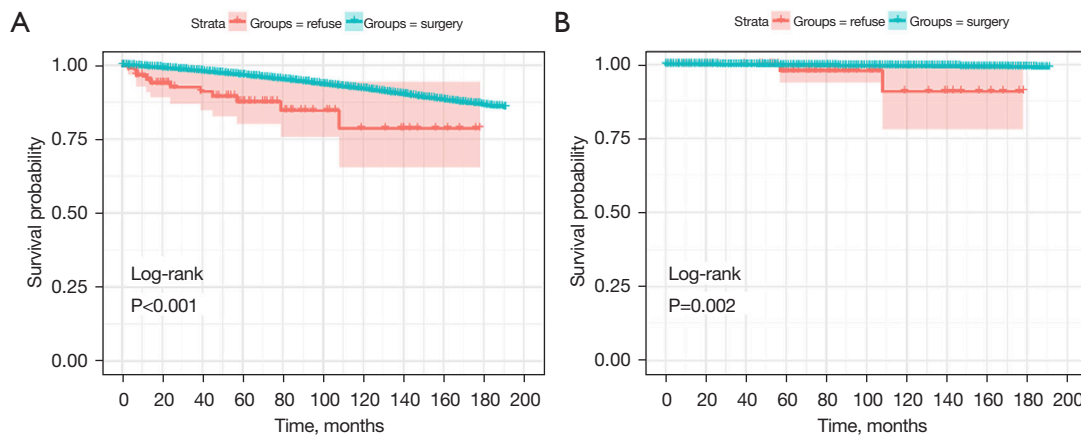 A
Strata Groups = refuse Groups = surgery
1.00
0.75
0.50
0.25
0.00
Survival probability
Log-rank
P<0.001
0 20 40 60 80 100 120 140 160 180 200
Time, months
B
Strata Groups = refuse Groups = surgery
1.00
0.75
0.50
0.25
0.00
Survival probability
Log-rank
P=0.002
0 20 40 60 80 100 120 140 160 180 200
Time, months